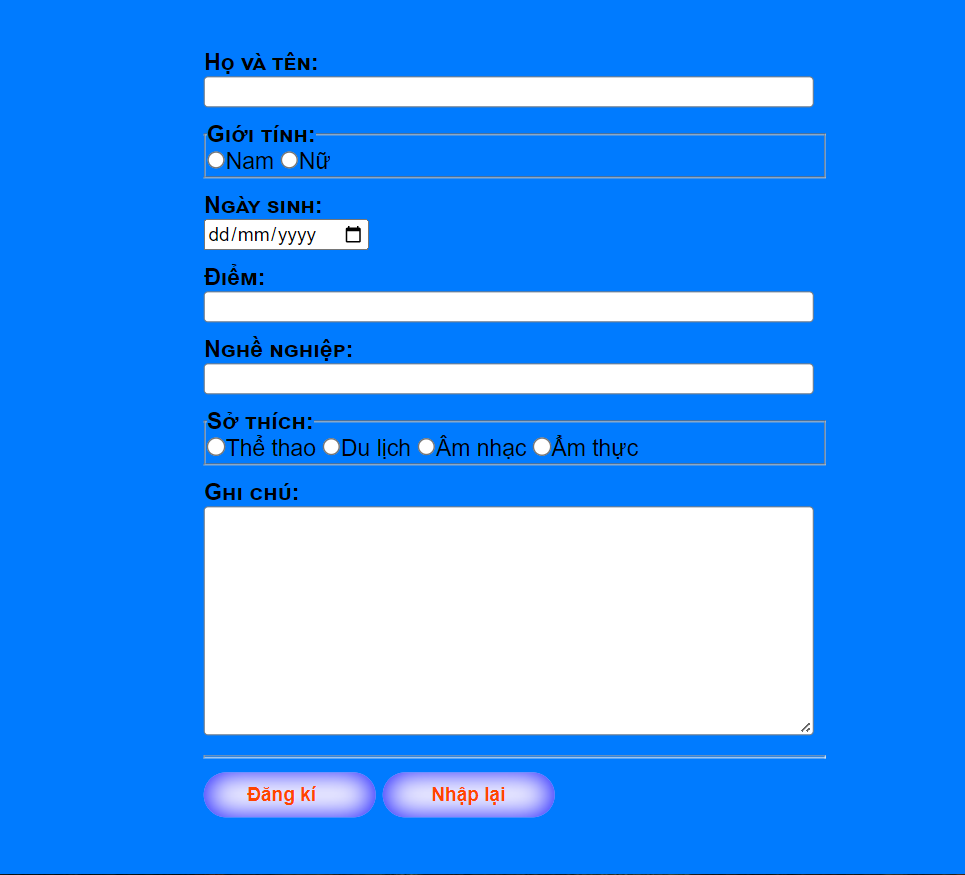 Họ và tên:
Giới tính:
Nam Nữ
Ngày sinh:
dd/mm/yyyy
Điểm:
Nghề nghiệp:
Sở thích:
Thể thao Du lịch Âm nhạc Ẩm thực
Ghi chú:
Đăng kí Nhập lại